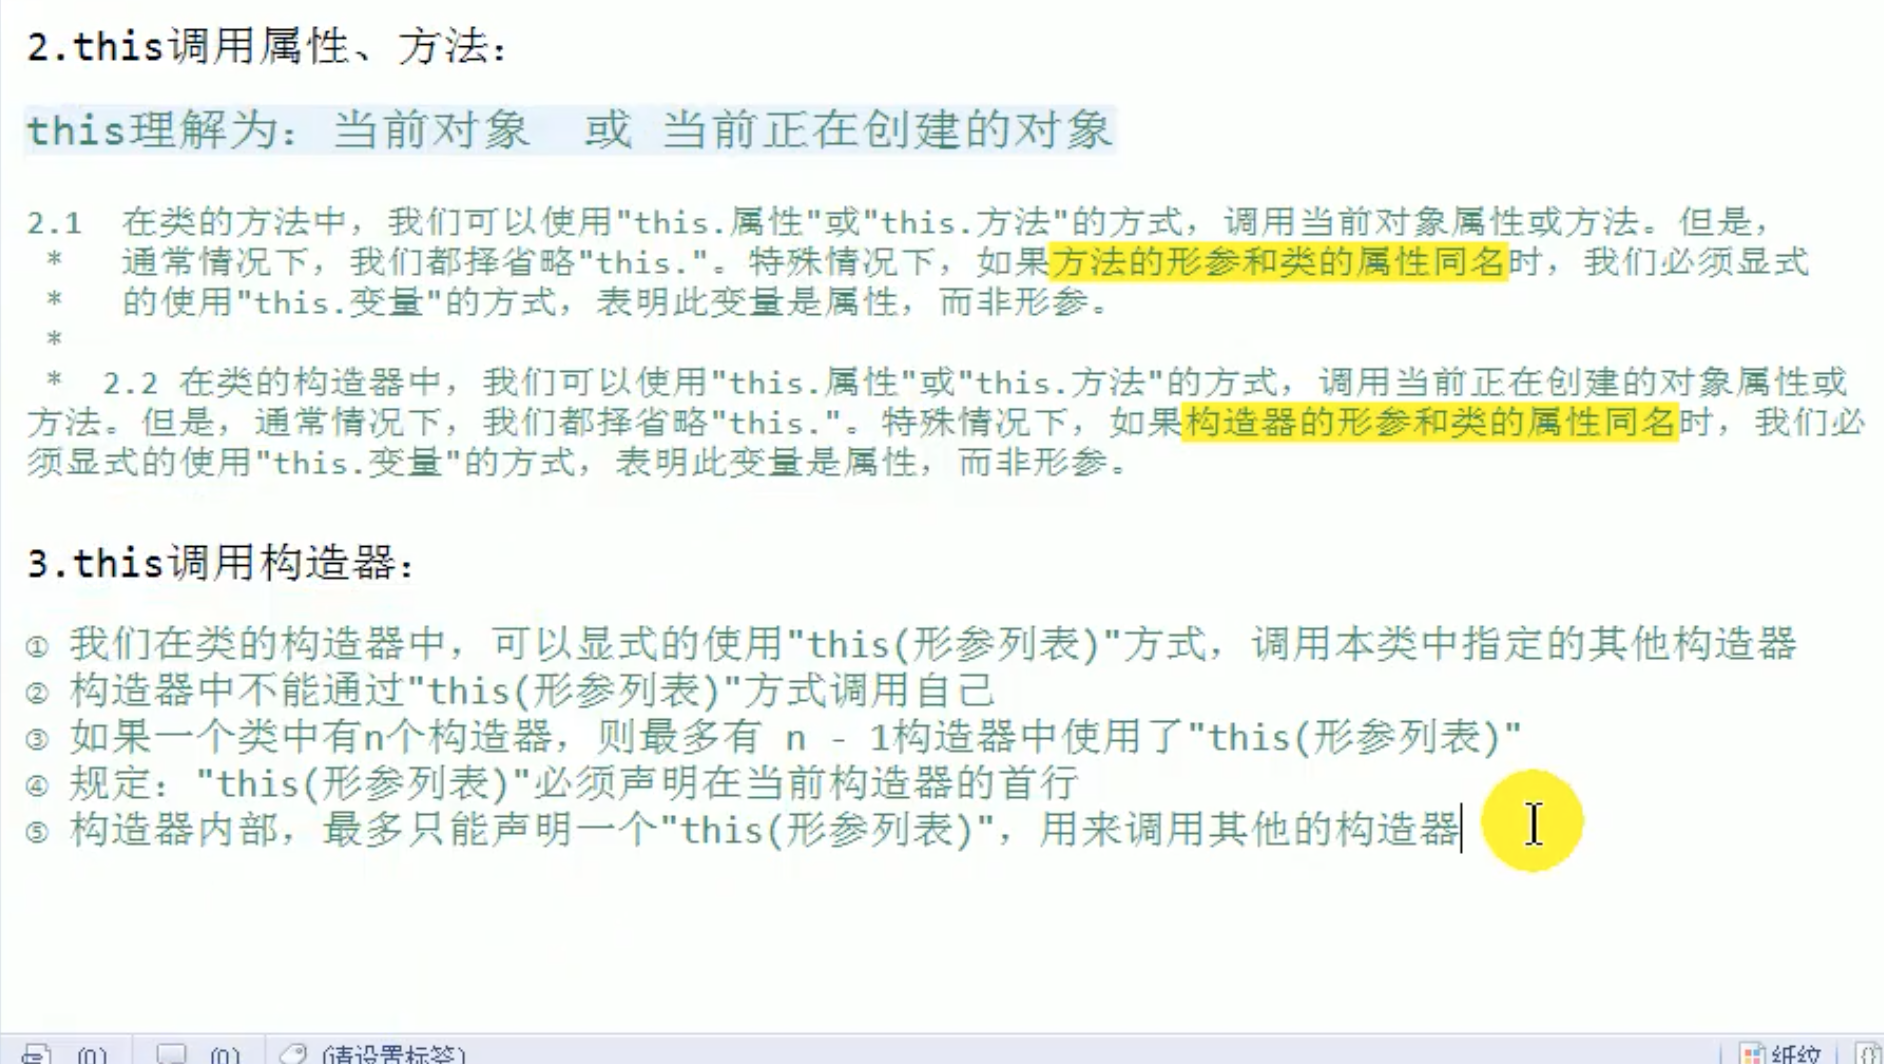 2.this调用属性、方法:
this理解为: 当前对象  或 当前正在创建的对象
2.1  在类的方法中，我们可以使用"this.属性"或"this.方法"的方式，调用当前对象属性或方法。但是，
*   通常情况下，我们都择省略"this."。特殊情况下，如果方法的形参和类的属性同名时，我们必须显式
*   的使用"this.变量"的方式，表明此变量是属性，而非形参。
*
*  2.2 在类的构造器中，我们可以使用"this.属性"或"this.方法"的方式，调用当前正在创建的对象属性或
方法。但是，通常情况下，我们都择省略"this."。特殊情况下，如果构造器的形参和类的属性同名时，我们必
须显式的使用"this.变量"的方式，表明此变量是属性，而非形参。
3.this调用构造器:
① 我们在类的构造器中，可以显式的使用"this(形参列表)"方式，调用本类中指定的其他构造器
② 构造器中不能通过"this(形参列表)"方式调用自己
③ 如果一个类中有n个构造器，则最多有 n - 1构造器中使用了"this(形参列表)"
④ 规定: "this(形参列表)"必须声明在当前构造器的首行
⑤ 构造器内部，最多只能声明一个"this(形参列表)"，用来调用其他的构造器
(0) (0) (请设置标签) 纸纹